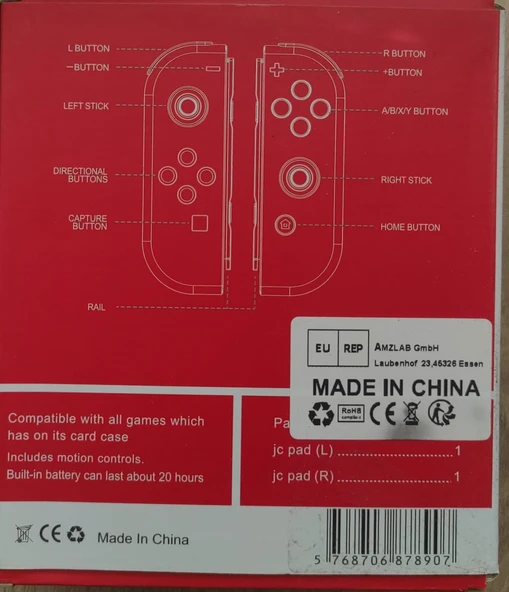 L BUTTON
R BUTTON
−BUTTON
+BUTTON
LEFT STICK
A/B/X/Y BUTTON
DIRECTIONAL
BUTTONS
RIGHT STICK
CAPTURE
BUTTON
HOME BUTTON
RAIL
EU REP
AMZLAB GmbH
Laubenhof 23,45326 Essen
MADE IN CHINA
RoHS
CE
Compatible with all games which
has on its card case
Includes motion controls.
Built-in battery can last about 20 hours
Pa
jc pad (L) ........................ 1
jc pad (R) ........................ 1
CE Made In China
5 768706 878907